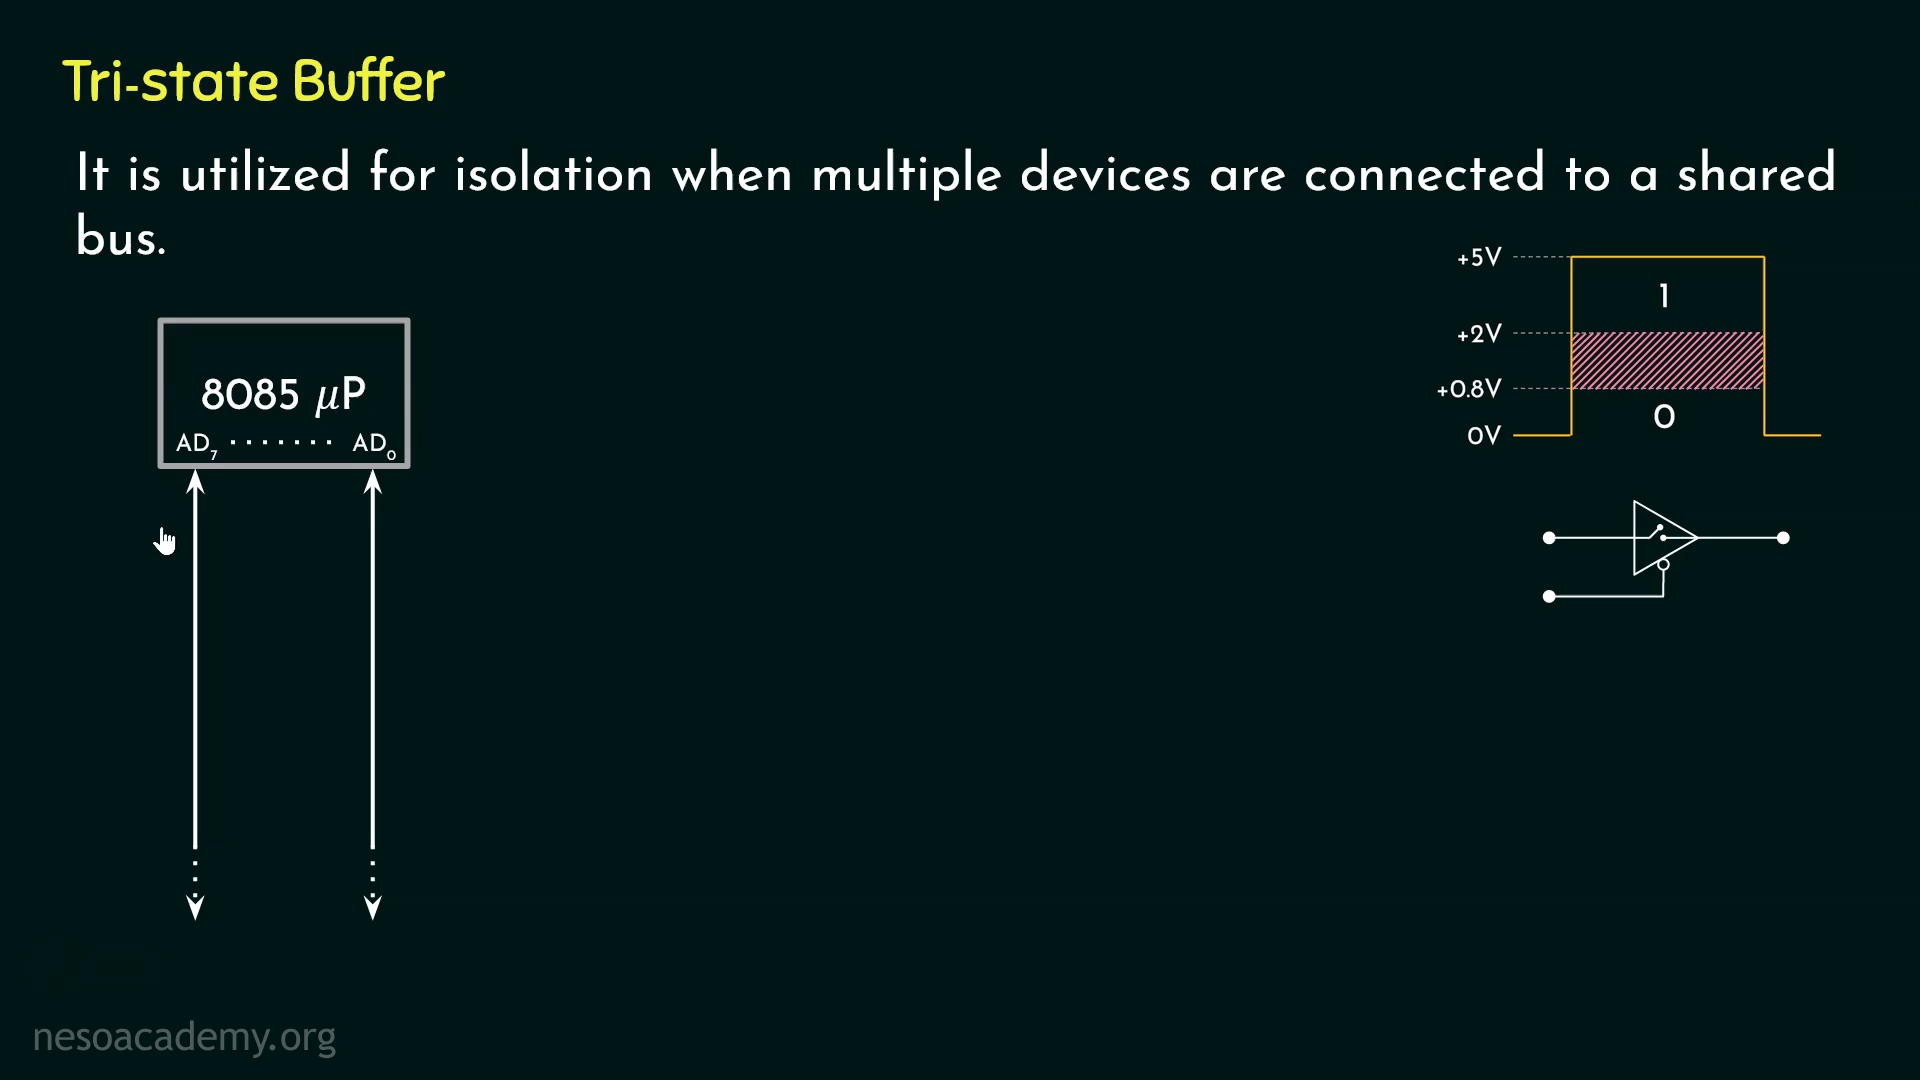 Tri-state Buffer
It is utilized for isolation when multiple devices are connected to a shared
bus.
+5V
1
+2V
+0.8V
0
0V
8085 μP
AD7 ....... AD0
nesoacademy.org